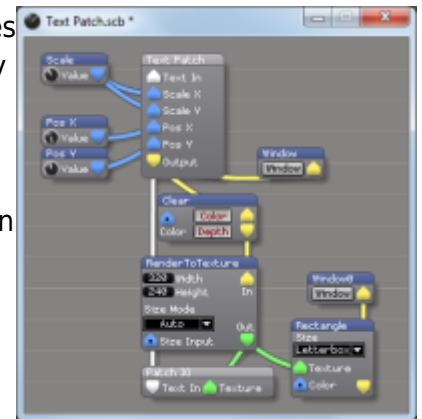 es
Text Patch.scb *
y
Scale
Value
Text Patch
Text In
Scale X
Scale Y
Pos X
Pos Y
Output
Pos X
Value
Pos Y
Value
Window
Window
n
Clear
Color
Color
Depth
RenderToTexture
320 Width
240 Height
In
Size Mode
Auto
Out
Size Input
Window0
Window
Rectangle
Size
Letterbox
Texture
Color
Patch IO
Text In
Texture